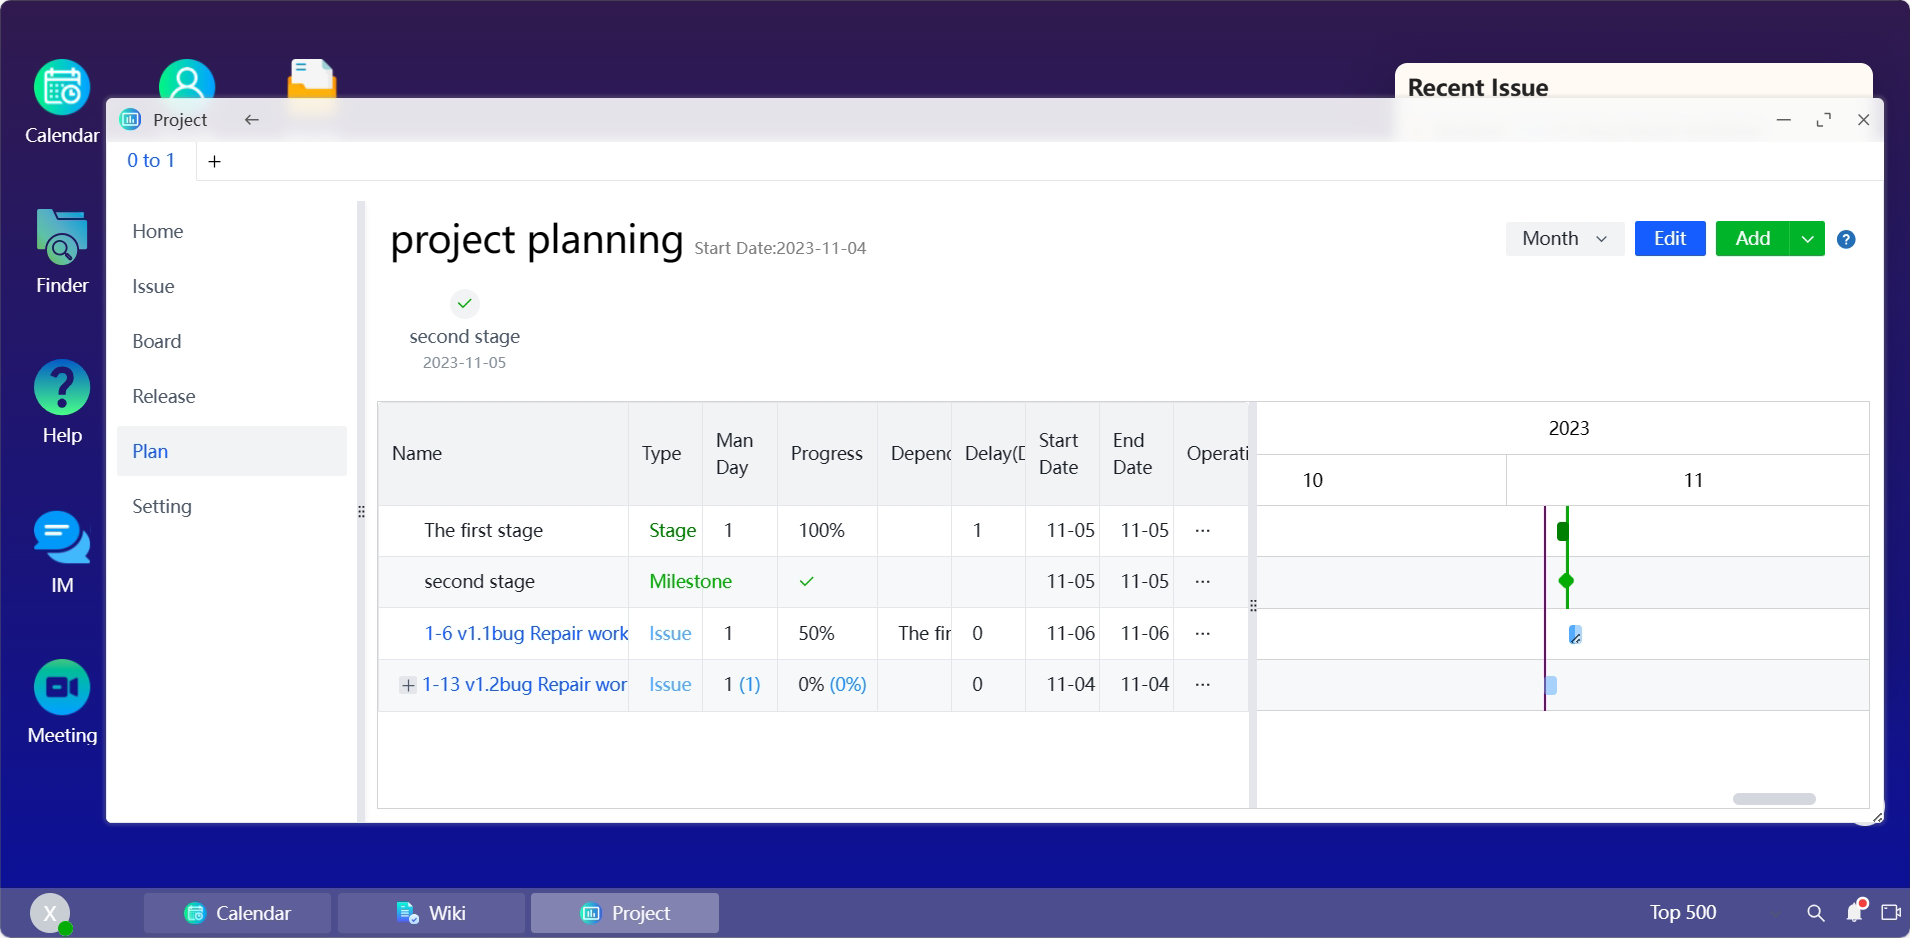 Recent Issue
Calendar
Project
0 to 1
Home
Issue
Board
Release
Plan
Setting
Finder
Help
IM
Meeting
project planning Start Date:2023-11-04
Month Edit Add ?
second stage
2023-11-05
Name Type Man Day Progress Depend Delay(D Start Date End Date Operati
2023
10 11
The first stage Stage 1 100% 1 11-05 11-05 ...
second stage Milestone 11-05 11-05 ...
1-6 v1.1bug Repair work Issue 1 50% The fir 0 11-06 11-06 ...
1-13 v1.2bug Repair wor Issue 1 (1) 0% (0%) 0 11-04 11-04 ...
X Calendar Wiki Project Top 500